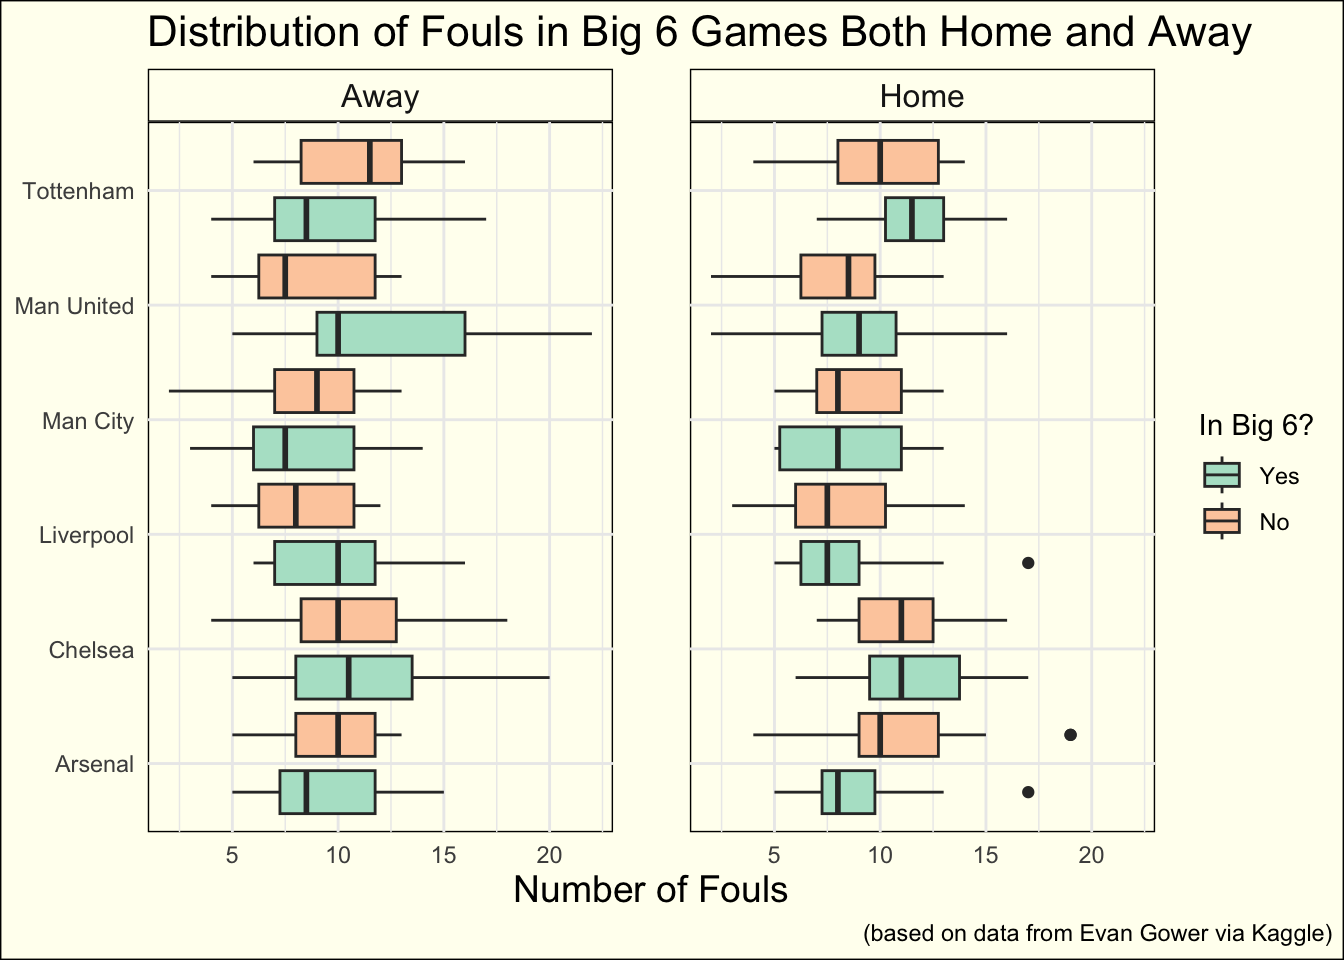 Distribution of Fouls in Big 6 Games Both Home and Away
Away
Home
Tottenham
Man United
Man City
Liverpool
Chelsea
Arsenal
5 10 15 20
5 10 15 20
Number of Fouls
In Big 6?
Yes
No
(based on data from Evan Gower via Kaggle)